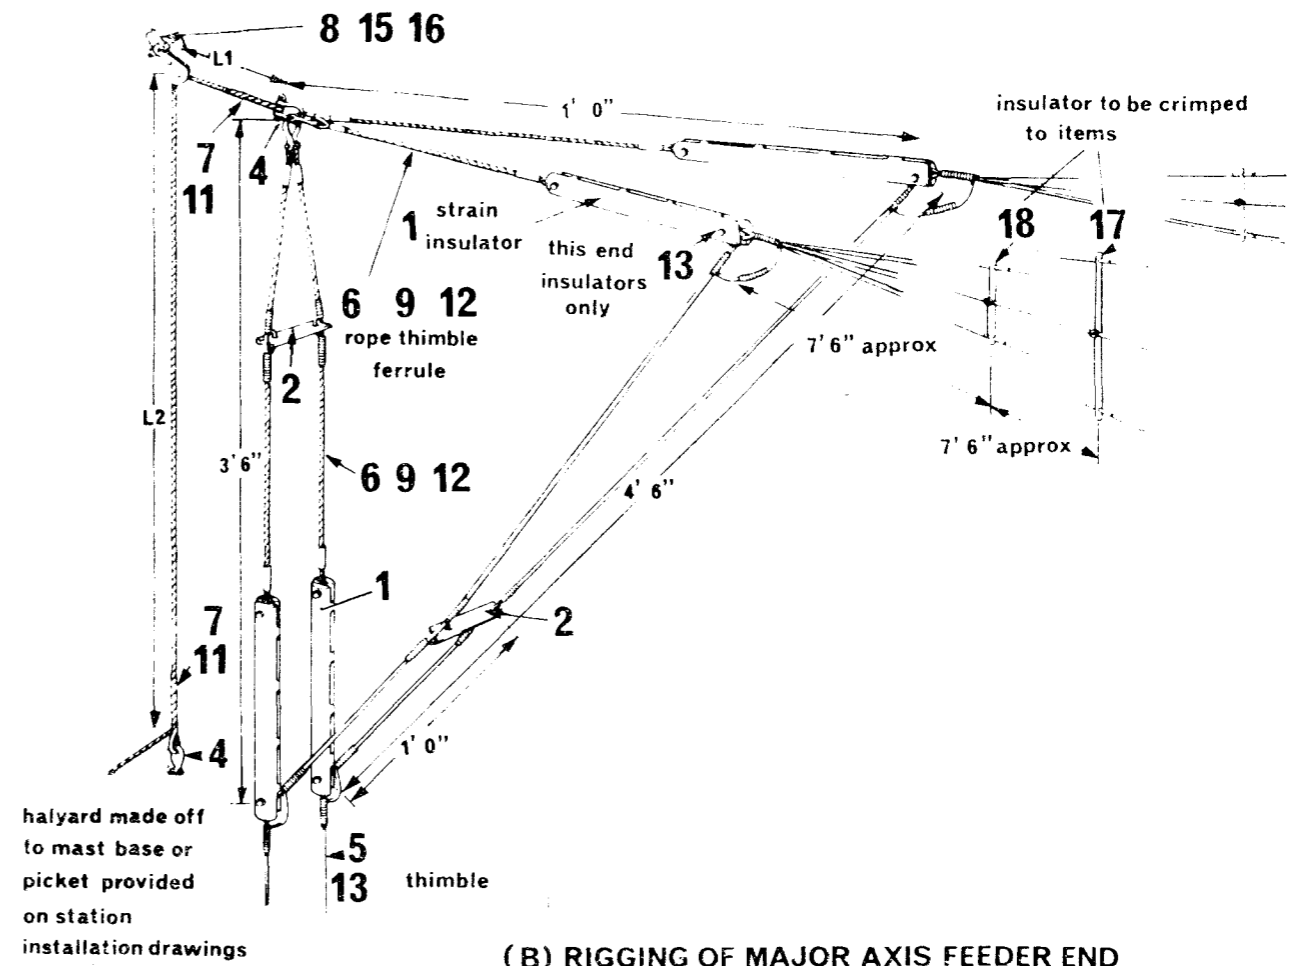 8 15 16
L1
1' 0"
insulator to be crimped
to items
7
11
4
1 strain
insulator
this end
insulators
only
13
18
17
6 9 12
rope thimble
ferrule
2
7' 6" approx
7' 6" approx
L2
3' 6"
6 9 12
4' 6"
1
2
7
11
1' 0"
4
halyard made off
to mast base or
picket provided
on station
installation drawings
5
13 thimble
(B) RIGGING OF MAJOR AXIS FEEDER END